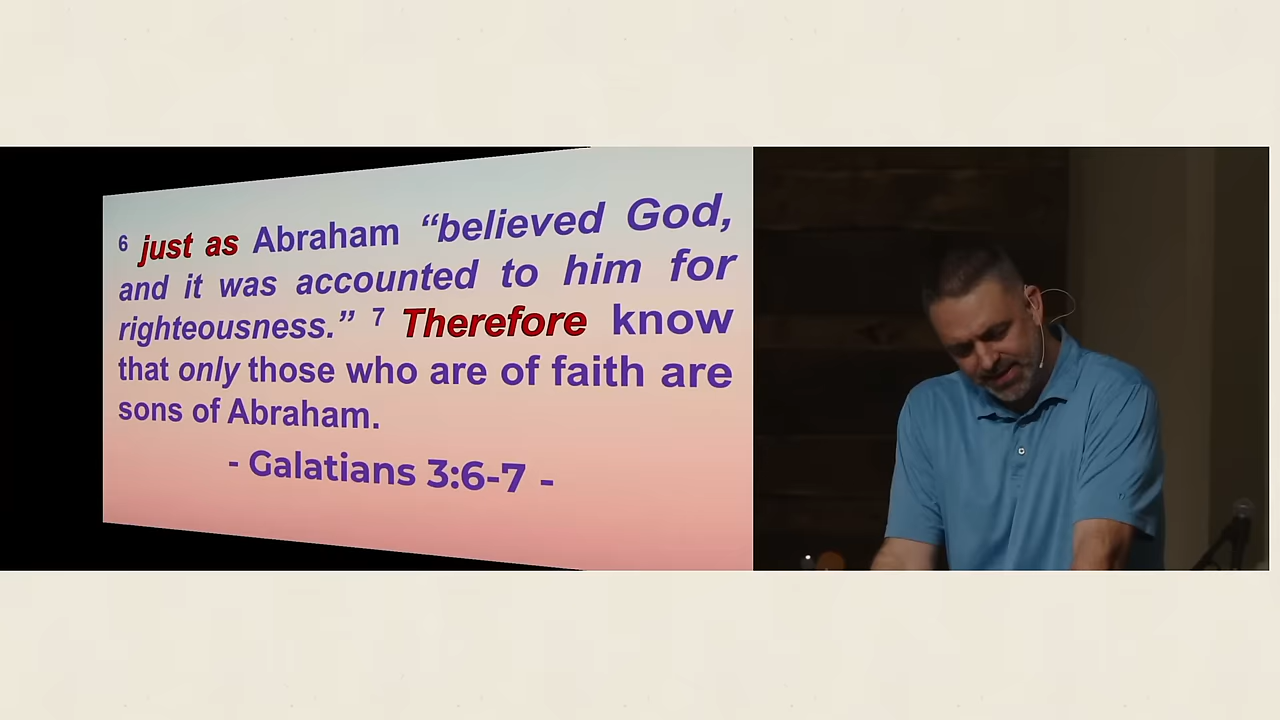 6 just as Abraham “believed God,
and it was accounted to him for
righteousness.” 7 Therefore know
that only those who are of faith are
sons of Abraham.
- Galatians 3:6-7 -